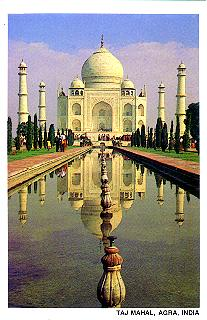 TAJ MAHAL, AGRA, INDIA